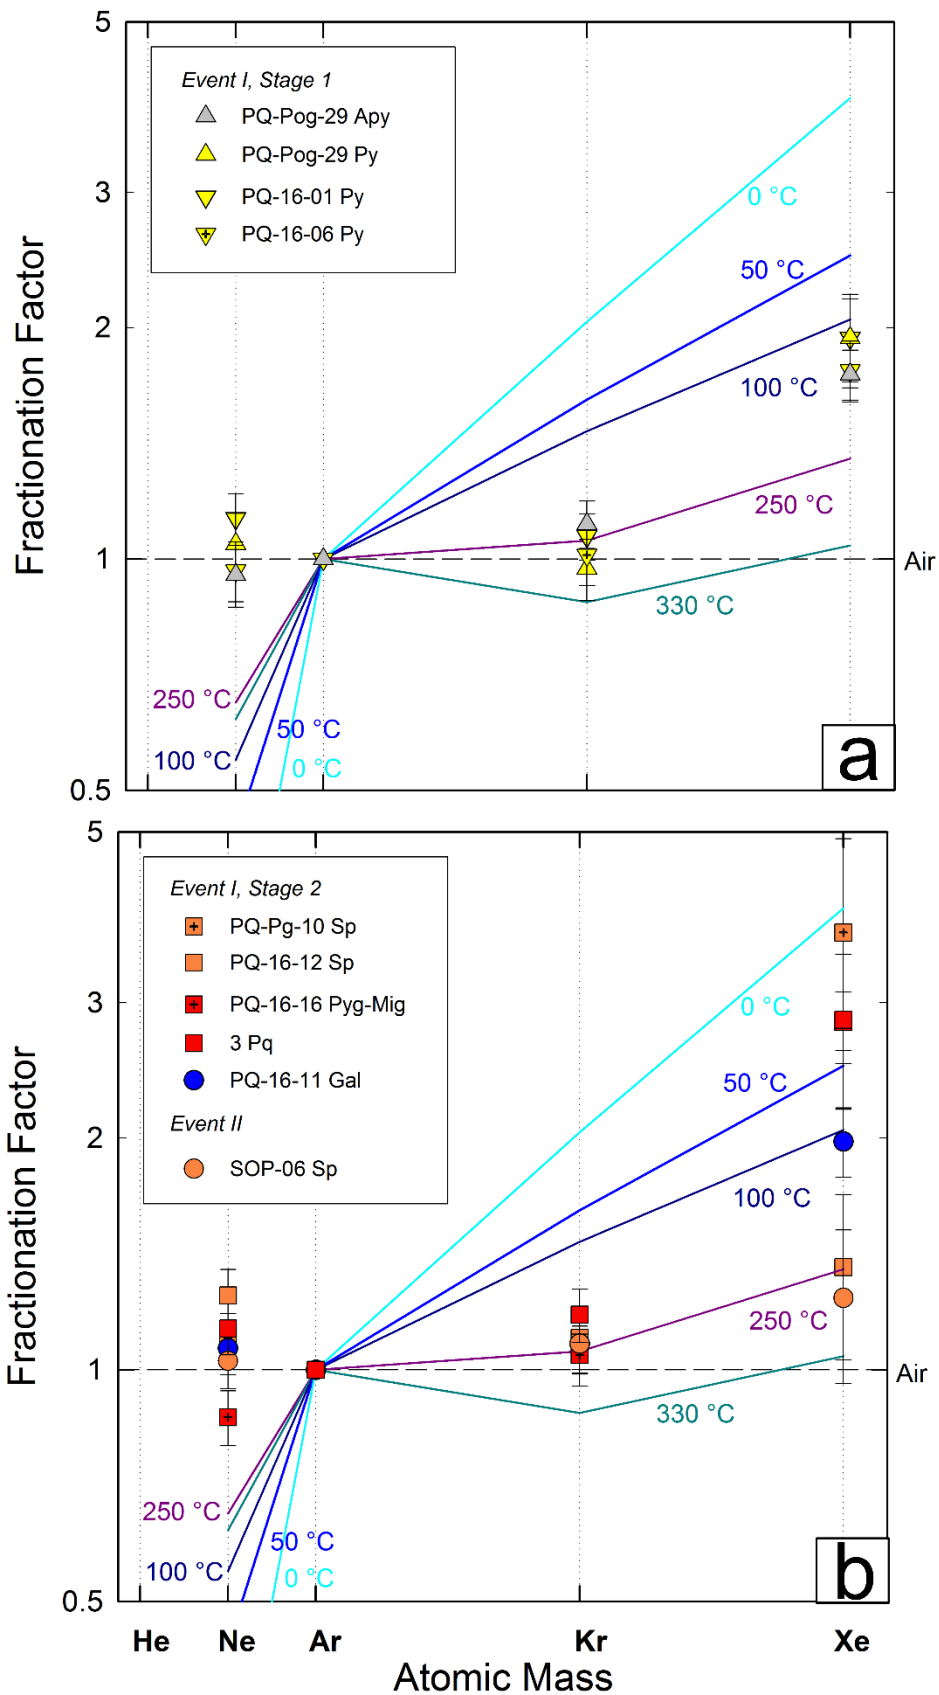 5
Event I, Stage 1
PQ-Pog-29 Apy
PQ-Pog-29 Py
PQ-16-01 Py
PQ-16-06 Py
0 °C
3
50 °C
2
100 °C
250 °C
1
Air
330 °C
250 °C
50 °C
100 °C
0 °C
0.5
Fractionation Factor
a
5
Event I, Stage 2
PQ-Pg-10 Sp
PQ-16-12 Sp
PQ-16-16 Pyg-Mig
3 Pq
PQ-16-11 Gal
Event II
SOP-06 Sp
0 °C
3
50 °C
2
100 °C
250 °C
1
Air
330 °C
250 °C
50 °C
100 °C
0 °C
0.5
Fractionation Factor
b
He Ne Ar Kr Xe
Atomic Mass